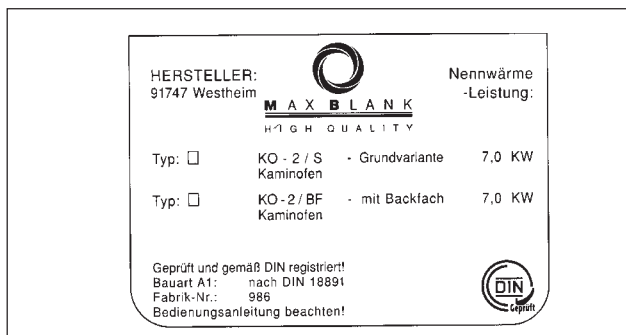 HERSTELLER:
91747 Westheim
MAX BLANK
HIGH QUALITY
Nennwärme
-Leistung:
Typ: KO - 2 / S - Grundvariante 7,0 KW
Kaminofen
Typ: KO - 2 / BF - mit Backfach 7,0 KW
Kaminofen
Geprüft und gemäß DIN registriert!
Bauart A1: nach DIN 18891
Fabrik-Nr.: 986
Bedienungsanleitung beachten!
DIN
Geprüft